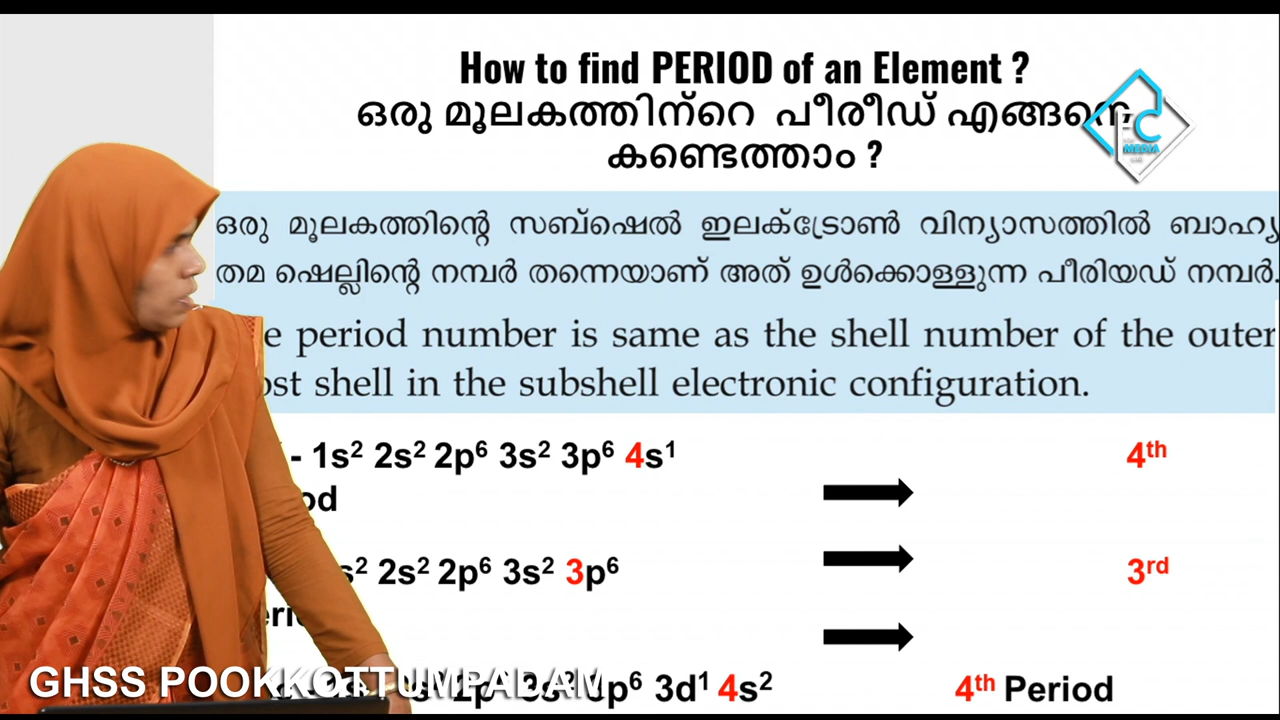 How to find PERIOD of an Element ?
ഒരു മൂലകത്തിന്റെ പീരീഡ് എങ്ങനെ
കണ്ടെത്താം ?
C
MEDIA
ഒരു മൂലകത്തിന്റെ സബ്ഷെൽ ഇലക്ട്രോൺ വിന്യാസത്തിൽ ബാഹ്യ
തമ ഷെല്ലിന്റെ നമ്പർ തന്നെയാണ് അത് ഉൾക്കൊള്ളുന്ന പീരിയഡ് നമ്പർ.
period number is same as the shell number of the outer
shell in the subshell electronic configuration.
- 1s² 2s² 2p⁶ 3s² 3p⁶ 4s¹ 4ᵗʰ
s² 2s² 2p⁶ 3s² 3p⁶ 3ʳᵈ
3d¹ 4s² 4ᵗʰ Period
GHSS POOKKOTTUMPADAM